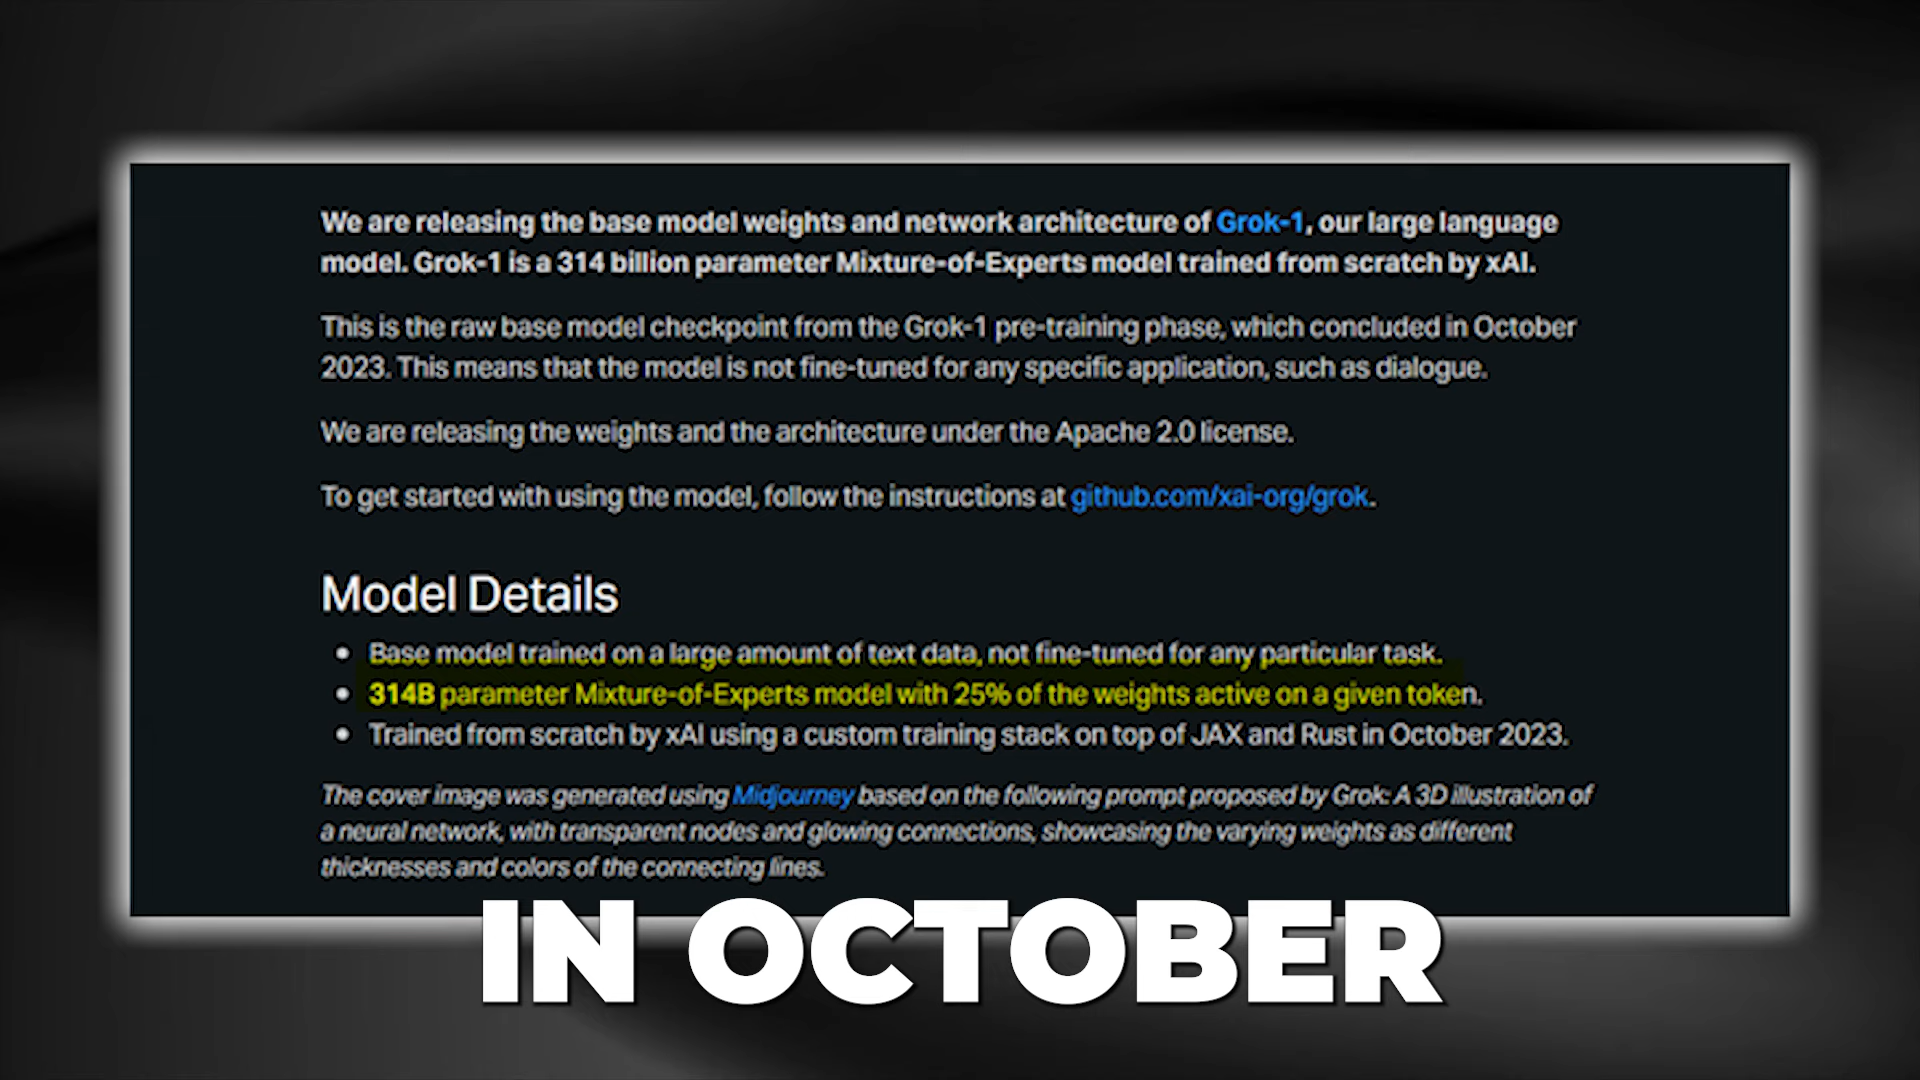 We are releasing the base model weights and network architecture of Grok-1, our large language
model. Grok-1 is a 314 billion parameter Mixture-of-Experts model trained from scratch by xAI.
This is the raw base model checkpoint from the Grok-1 pre-training phase, which concluded in October
2023. This means that the model is not fine-tuned for any specific application, such as dialogue.
We are releasing the weights and the architecture under the Apache 2.0 license.
To get started with using the model, follow the instructions at github.com/xai-org/grok.
Model Details
• Base model trained on a large amount of text data, not fine-tuned for any particular task.
• 314B parameter Mixture-of-Experts model with 25% of the weights active on a given token.
• Trained from scratch by xAI using a custom training stack on top of JAX and Rust in October 2023.
The cover image was generated using Midjourney based on the following prompt proposed by Grok: A 3D illustration of
a neural network, with transparent nodes and glowing connections, showcasing the varying weights as different
thicknesses and colors of the connecting lines.
IN OCTOBER